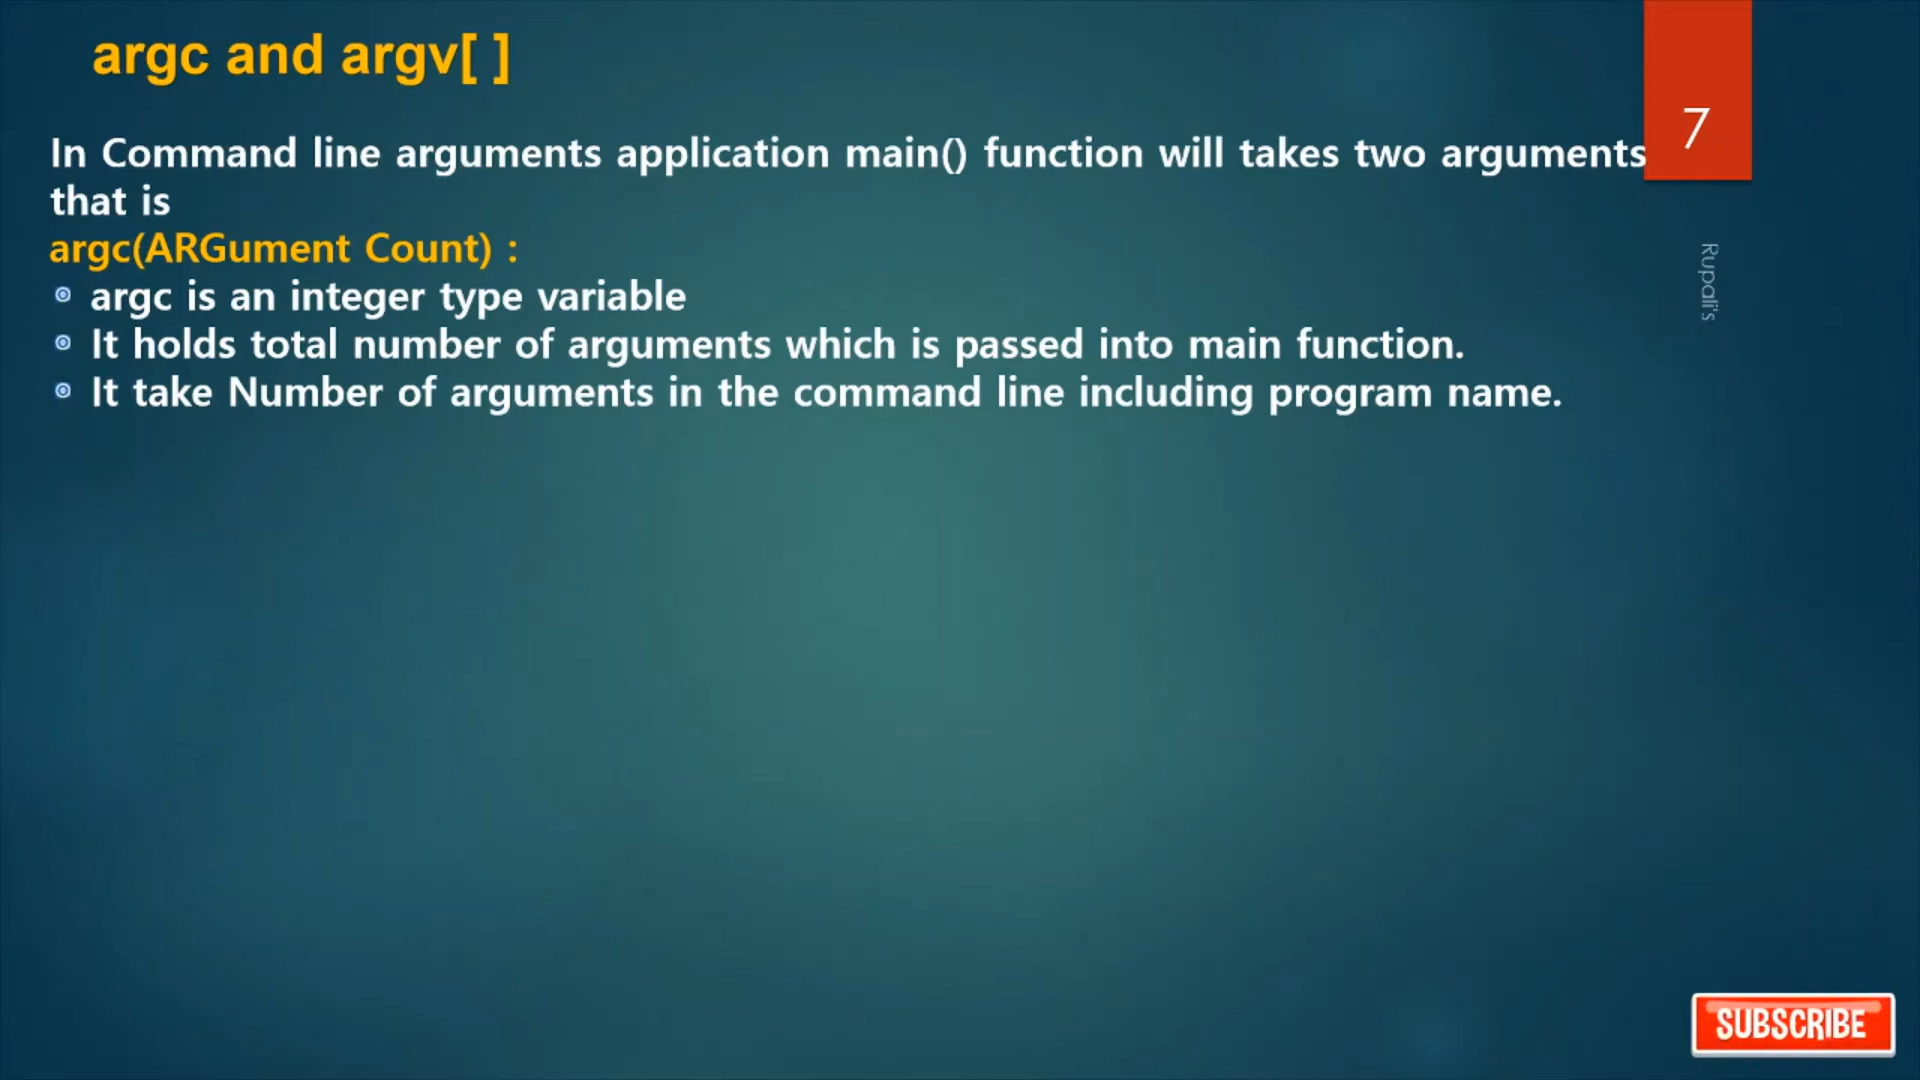 argc and argv[ ]
7
In Command line arguments application main() function will takes two arguments
that is
argc(ARGument Count) :
argc is an integer type variable
It holds total number of arguments which is passed into main function.
It take Number of arguments in the command line including program name.
Rupali's
SUBSCRIBE